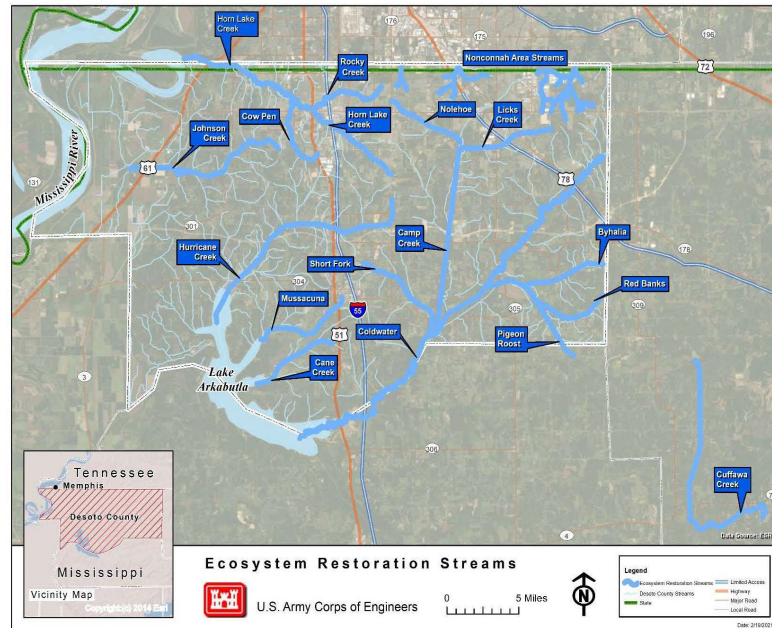 176
175
196
72
Horn Lake
Creek
Rocky
Creek
Nonconnah Area Streams
Cow Pen
Horn Lake
Creek
Nolehoe
Licks
Creek
Johnson
Creek
61
78
131
Mississippi River
301
Camp
Creek
Byhalia
178
Hurricane
Creek
Short Fork
304
Red Banks
309
Mussacuna
55
305
51
Coldwater
Pigeon
Roost
Lake
Arkabutla
Cane
Creek
3
306
Cuffawa
Creek
7
4
Data Source: ESRI
Tennessee
Memphis
Desoto County
Mississippi
Vicinity Map
Copyright:(c) 2014 Esri
Ecosystem Restoration Streams
U.S. Army Corps of Engineers
0 5 Miles
N
Legend
Ecosystem Restoration Streams
Desoto County Streams
State
Limited Access
Highway
Major Road
Local Road
Date: 2/19/2021